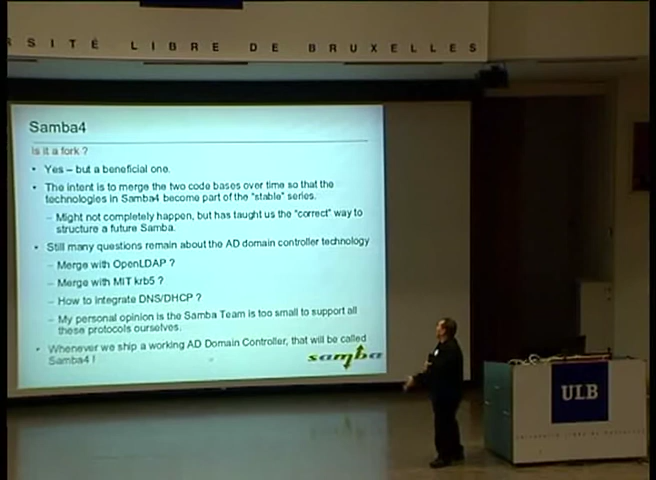 RSITÉ LIBRE DE BRUXELLES
Samba4
Is it a fork ?
• Yes – but a beneficial one.
• The intent is to merge the two code bases over time so that the
technologies in Samba4 become part of the "stable" series.
– Might not completely happen, but has taught us the "correct" way to
structure a future Samba.
• Still many questions remain about the AD domain controller technology
– Merge with OpenLDAP ?
– Merge with MIT krb5 ?
– How to integrate DNS/DHCP ?
– My personal opinion is the Samba Team is too small to support all
these protocols ourselves.
• Whenever we ship a working AD Domain Controller, that will be called
Samba4 !
samba
ULB